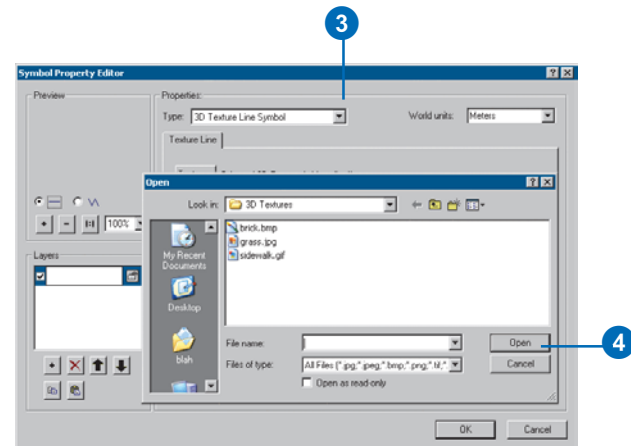 3
Symbol Property Editor
Preview
Properties:
Type: 3D Texture Line Symbol
World units: Meters
Texture Line
Open
Look in: 3D Textures
100%
My Recent Documents
brick.bmp
grass.jpg
sidewalk.gif
Layers
Desktop
blah
File name:
Open
4
Files of type: All Files (*.jpg;*.jpeg;*.bmp;*.png;*.tif,*.
Cancel
Open as read-only
OK
Cancel